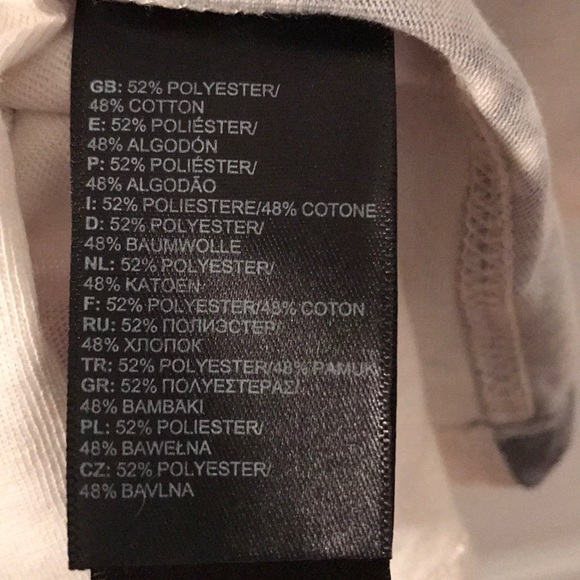 GB: 52% POLYESTER/
48% COTTON
E: 52% POLIÉSTER/
48% ALGODÓN
P: 52% POLIÉSTER/
48% ALGODÃO
I: 52% POLIESTERE/48% COTONE
D: 52% POLYESTER/
48% BAUMWOLLE
NL: 52% POLYESTER/
48% KATOEN
F: 52% POLYESTER/48% COTON
RU: 52% ПОЛИЭСТЕР/
48% ХЛОПОК
TR: 52% POLYESTER/48% PAMUK
GR: 52% ΠΟΛΥΕΣΤΕΡΑΣ/
48% ΒΑΜΒΑΚΙ
PL: 52% POLIESTER/
48% BAWEŁNA
CZ: 52% POLYESTER/
48% BAVLNA